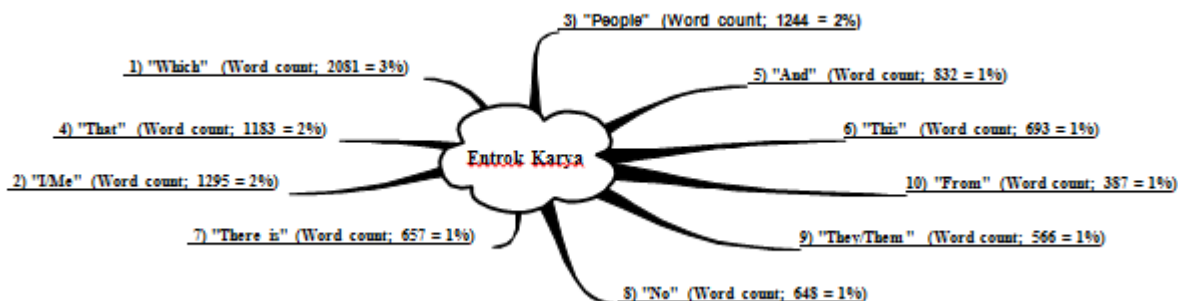 3) "People" (Word count; 1244 = 2%)
1) "Which" (Word count; 2081 = 3%)
5) "And" (Word count; 832 = 1%)
4) "That" (Word count; 1183 = 2%)
6) "This" (Word count; 693 = 1%)
Entrok Karya
2) "I/Me" (Word count; 1295 = 2%)
10) "From" (Word count; 387 = 1%)
7) "There is" (Word count; 657 = 1%)
9) "They/Them" (Word count; 566 = 1%)
8) "No" (Word count; 648 = 1%)